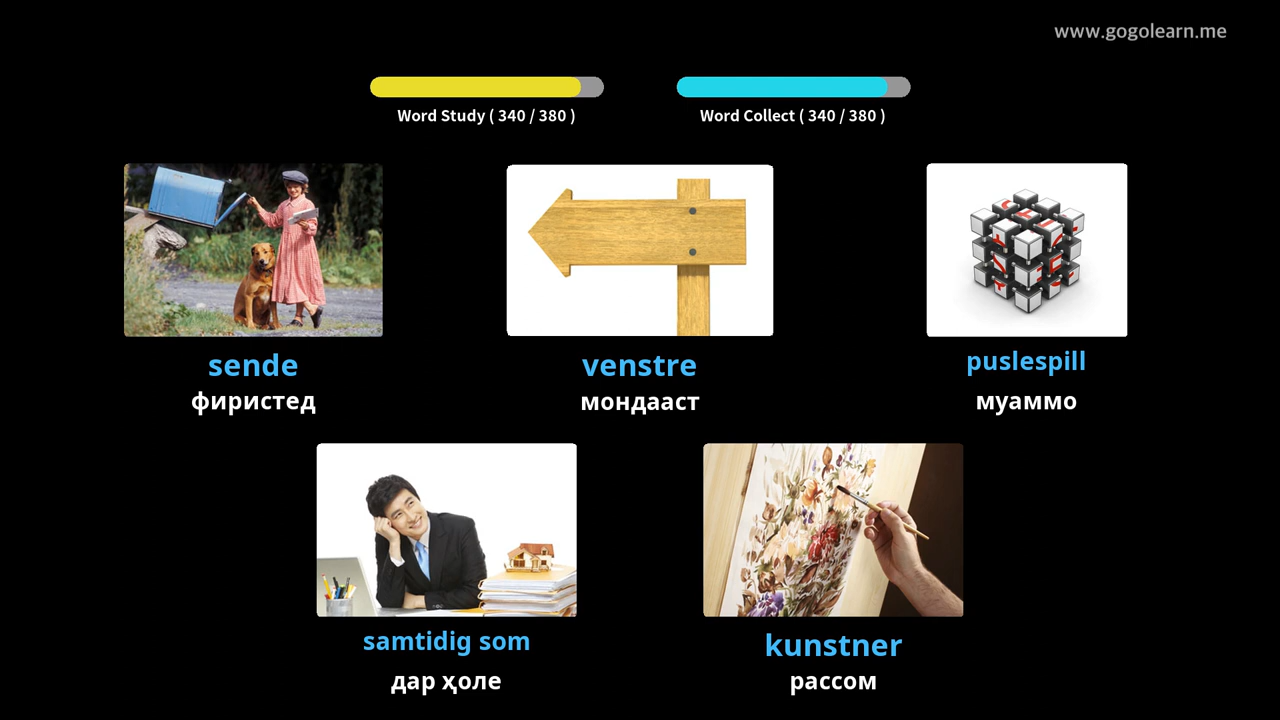 www.gogolearn.me
Word Study ( 340 / 380 )
Word Collect ( 340 / 380 )
sende
фиристед
venstre
мондааст
puslespill
муаммо
samtidig som
дар ҳоле
kunstner
рассом